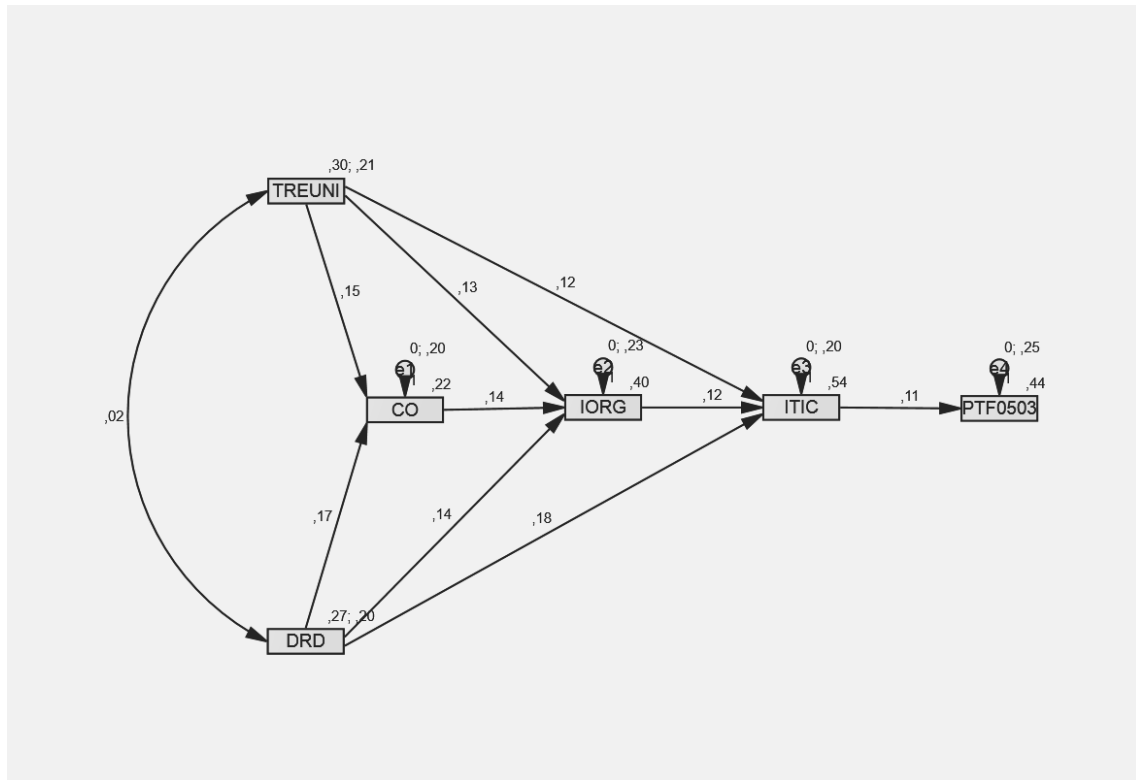 ,30; ,21
TREUNI
,12
,13
,15
0; ,20
e1
,22
CO
,14
0; ,23
e2
,40
IORG
,12
0; ,20
e3
,54
ITIC
,11
0; ,25
e4
,44
PTF0503
,02
,17
,14
,18
,27; ,20
DRD